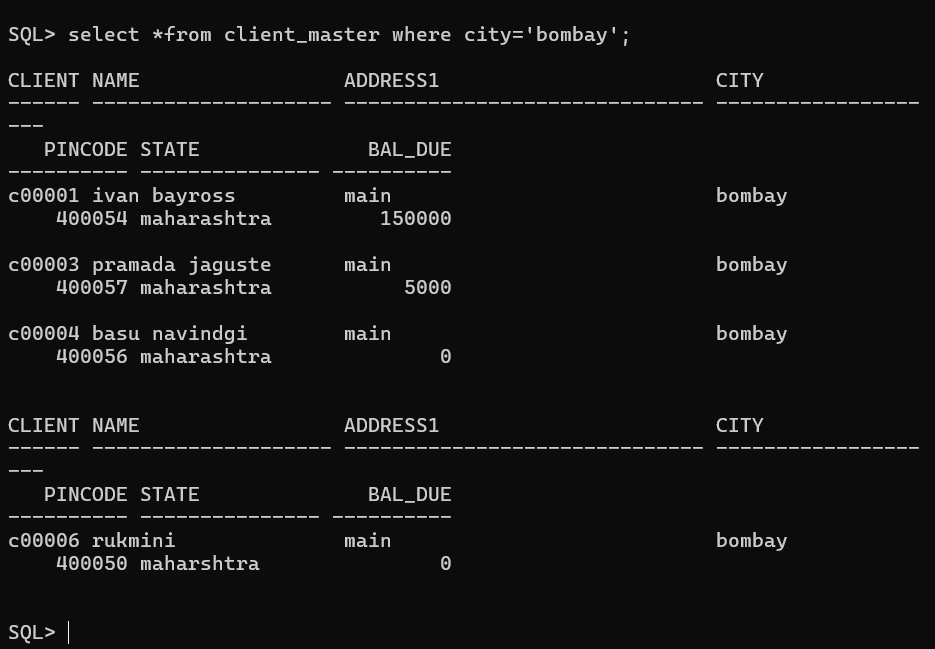 SQL> select *from client_master where city='bombay';
CLIENT NAME                 ADDRESS1                       CITY
------ -------------------- ------------------------------ -----------------
---
   PINCODE STATE              BAL_DUE
---------- --------------- ----------
c00001 ivan bayross         main                           bombay
    400054 maharashtra         150000
c00003 pramada jaguste      main                           bombay
    400057 maharashtra           5000
c00004 basu navindgi        main                           bombay
    400056 maharashtra              0
CLIENT NAME                 ADDRESS1                       CITY
------ -------------------- ------------------------------ -----------------
---
   PINCODE STATE              BAL_DUE
---------- --------------- ----------
c00006 rukmini              main                           bombay
    400050 maharshtra               0
SQL>